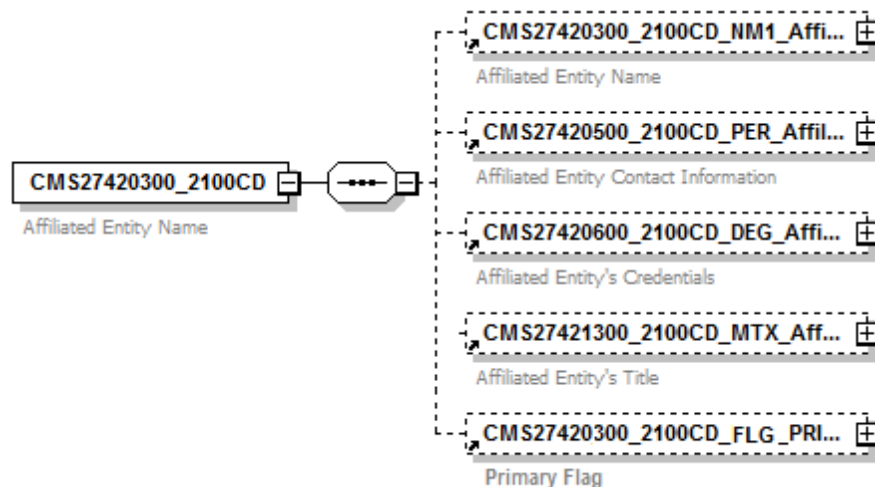 CMS27420300_2100CD_NM1_Affi...
Affiliated Entity Name
CMS27420500_2100CD_PER_Affil...
Affiliated Entity Contact Information
CMS27420300_2100CD
Affiliated Entity Name
CMS27420600_2100CD_DEG_Affi...
Affiliated Entity's Credentials
CMS27421300_2100CD_MTX_Aff...
Affiliated Entity's Title
CMS27420300_2100CD_FLG_PRI...
Primary Flag